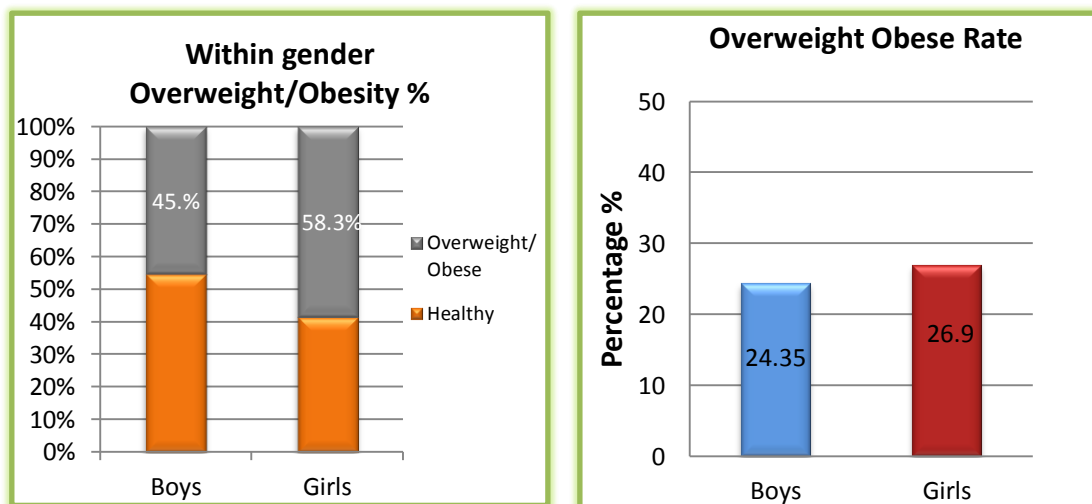 Within gender
Overweight/Obesity %
100%
90%
80%
70%
60%
50%
40%
30%
20%
10%
0%
45.%
58.3%
Boys
Girls
Overweight/
Obese
Healthy
Overweight Obese Rate
Percentage %
50
40
30
20
10
0
24.35
26.9
Boys
Girls